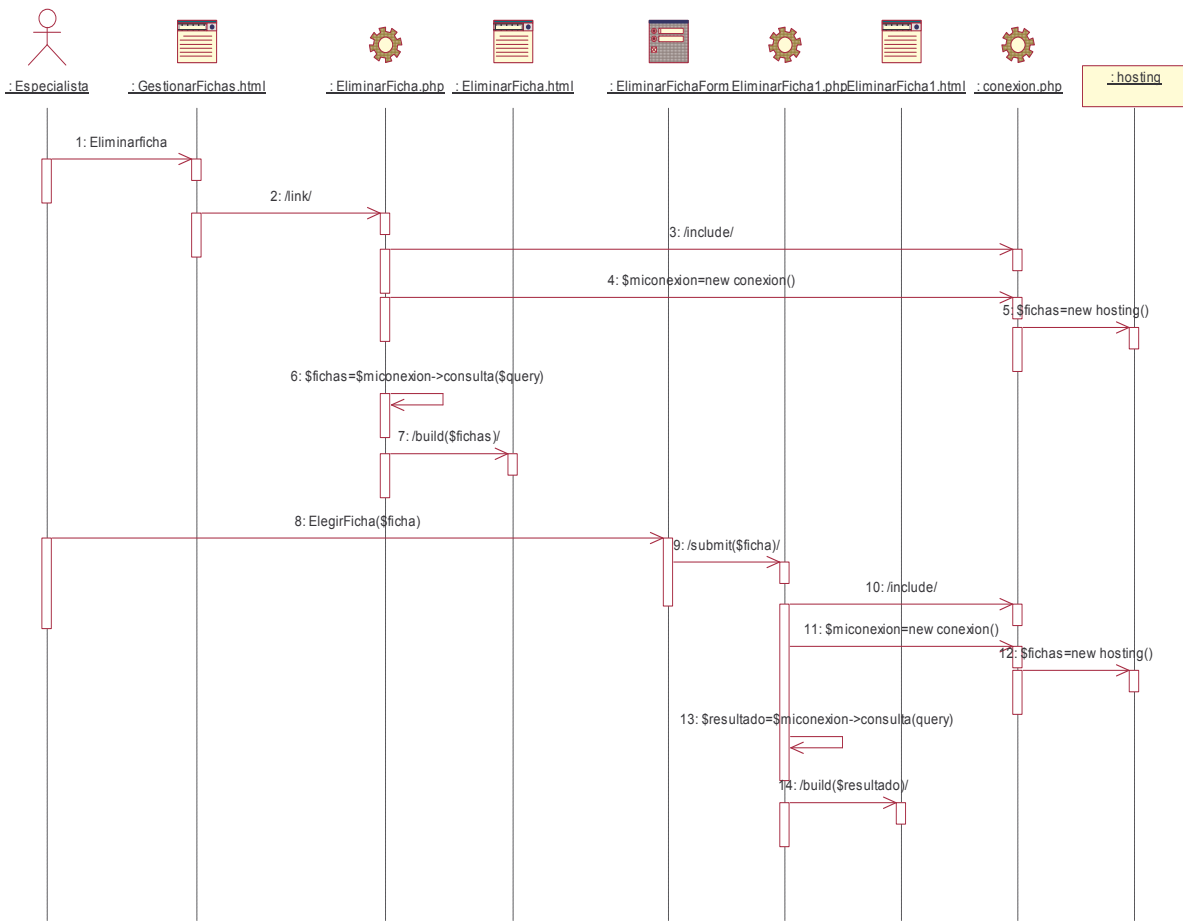 : Especialista
: GestionarFichas.html
: EliminarFicha.php
: EliminarFicha.html
: EliminarFichaForm
EliminarFicha1.php
EliminarFicha1.html
: conexion.php
: hosting
1: Eliminarficha
2: /link/
3: /include/
4: $miconexion=new conexion()
5: $fichas=new hosting()
6: $fichas=$miconexion->consulta($query)
7: /build($fichas)/
8: ElegirFicha($ficha)
9: /submit($ficha)/
10: /include/
11: $miconexion=new conexion()
12: $fichas=new hosting()
13: $resultado=$miconexion->consulta(query)
14: /build($resultado)/